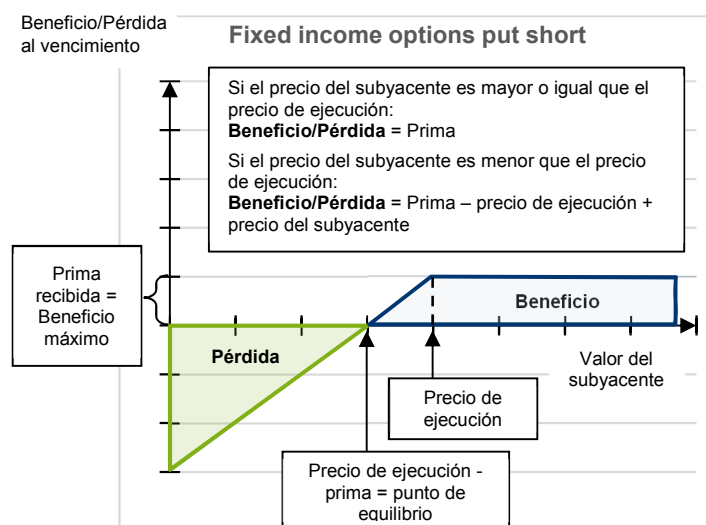 Beneficio/Pérdida
al vencimiento
Fixed income options put short
Si el precio del subyacente es mayor o igual que el
precio de ejecución:
Beneficio/Pérdida = Prima
Si el precio del subyacente es menor que el precio
de ejecución:
Beneficio/Pérdida = Prima – precio de ejecución +
precio del subyacente
Prima
recibida =
Beneficio
máximo
Beneficio
Pérdida
Valor del
subyacente
Precio de
ejecución
Precio de ejecución -
prima = punto de
equilibrio